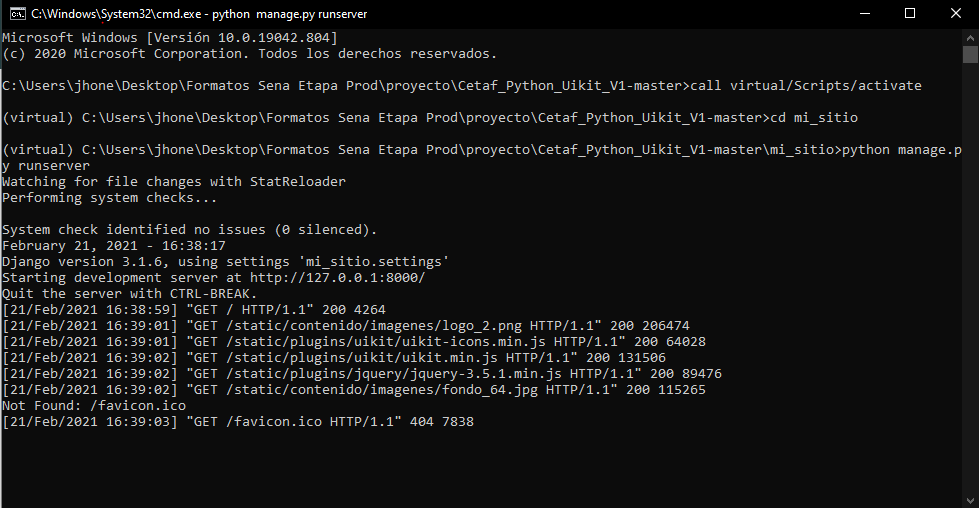 C:\Windows\System32\cmd.exe - python  manage.py runserver
Microsoft Windows [Versión 10.0.19042.804]
(c) 2020 Microsoft Corporation. Todos los derechos reservados.
C:\Users\jhone\Desktop\Formatos Sena Etapa Prod\proyecto\Cetaf_Python_Uikit_V1-master>call virtual/Scripts/activate
(virtual) C:\Users\jhone\Desktop\Formatos Sena Etapa Prod\proyecto\Cetaf_Python_Uikit_V1-master>cd mi_sitio
(virtual) C:\Users\jhone\Desktop\Formatos Sena Etapa Prod\proyecto\Cetaf_Python_Uikit_V1-master\mi_sitio>python manage.p
y runserver
Watching for file changes with StatReloader
Performing system checks...
System check identified no issues (0 silenced).
February 21, 2021 - 16:38:17
Django version 3.1.6, using settings 'mi_sitio.settings'
Starting development server at http://127.0.0.1:8000/
Quit the server with CTRL-BREAK.
[21/Feb/2021 16:38:59] "GET / HTTP/1.1" 200 4264
[21/Feb/2021 16:39:01] "GET /static/contenido/imagenes/logo_2.png HTTP/1.1" 200 206474
[21/Feb/2021 16:39:01] "GET /static/plugins/uikit/uikit-icons.min.js HTTP/1.1" 200 64028
[21/Feb/2021 16:39:02] "GET /static/plugins/uikit/uikit.min.js HTTP/1.1" 200 131506
[21/Feb/2021 16:39:02] "GET /static/plugins/jquery/jquery-3.5.1.min.js HTTP/1.1" 200 89476
[21/Feb/2021 16:39:02] "GET /static/contenido/imagenes/fondo_64.jpg HTTP/1.1" 200 115265
Not Found: /favicon.ico
[21/Feb/2021 16:39:03] "GET /favicon.ico HTTP/1.1" 404 7838